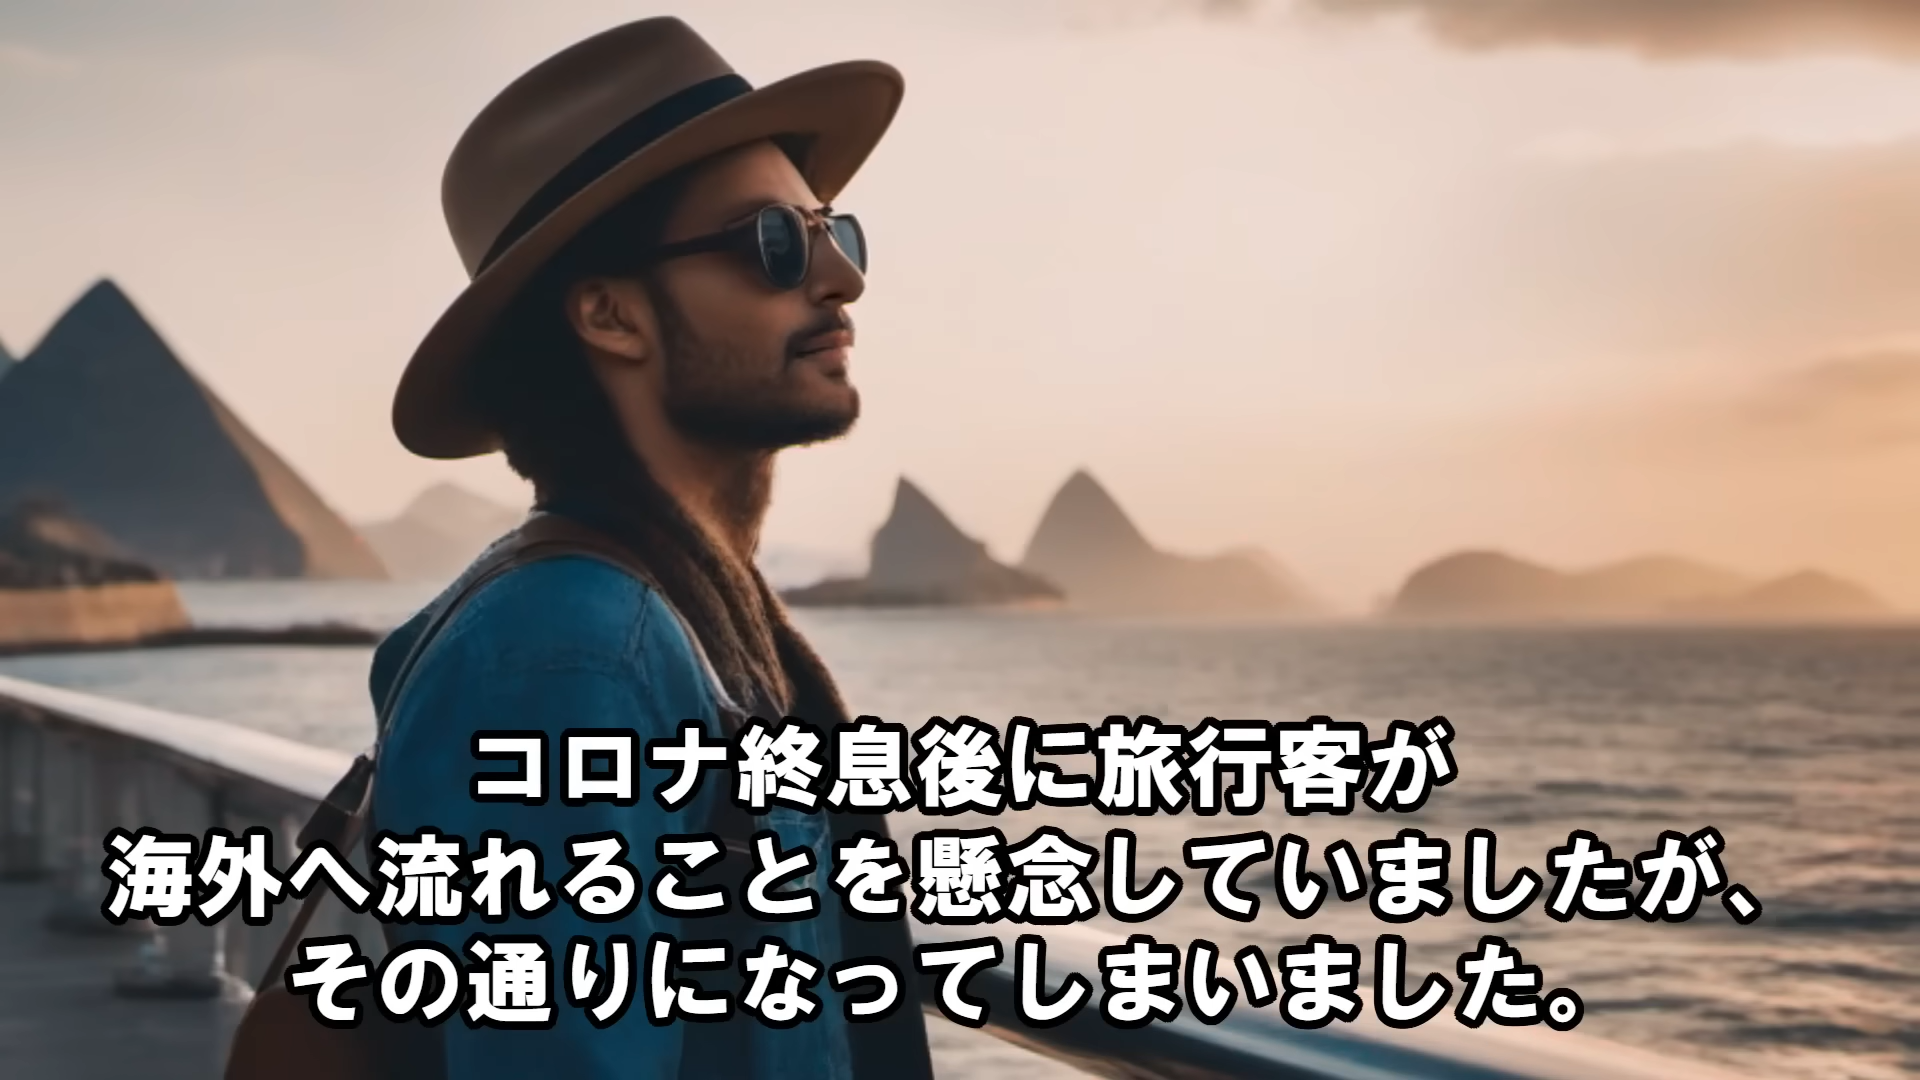 コロナ終息後に旅行客が
海外へ流れることを懸念していましたが、
その通りになってしまいました。